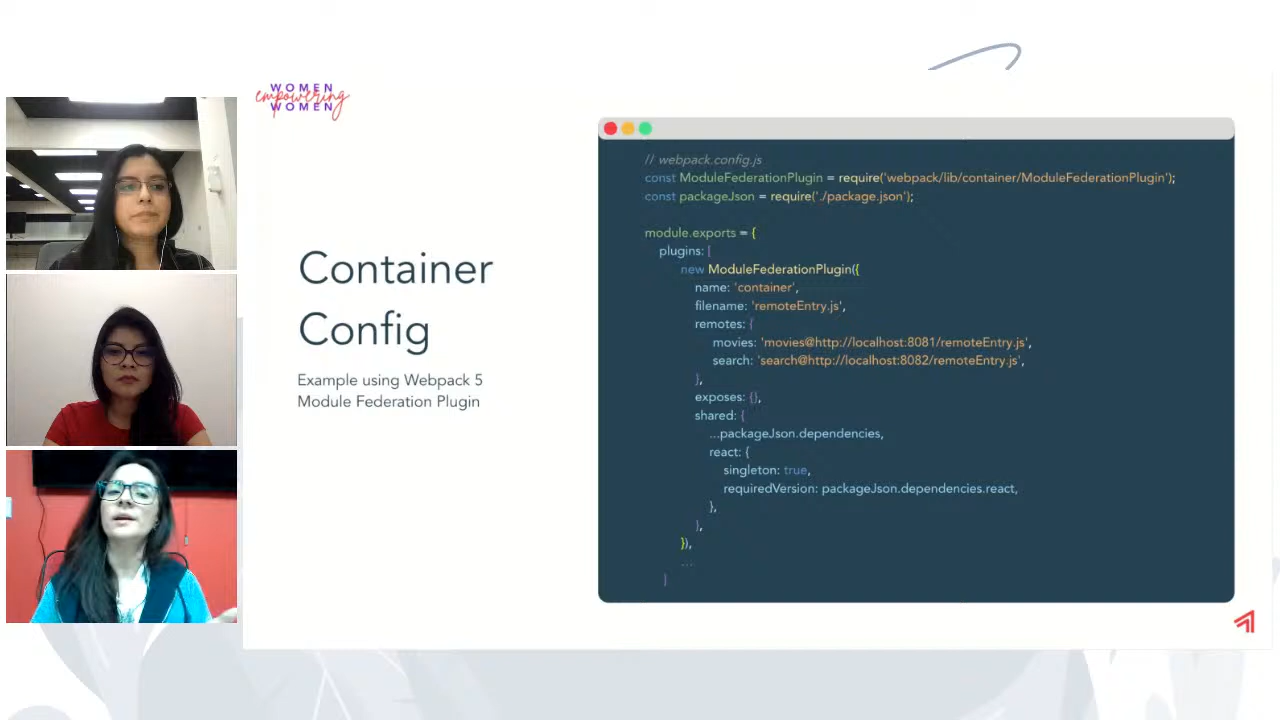 WOMEN
empowering
WOMEN
Container
Config
Example using Webpack 5
Module Federation Plugin
// webpack.config.js
const ModuleFederationPlugin = require('webpack/lib/container/ModuleFederationPlugin');
const packageJson = require('./package.json');
module.exports = {
plugins: [
new ModuleFederationPlugin({
name: 'container',
filename: 'remoteEntry.js',
remotes: {
movies: 'movies@http://localhost:8081/remoteEntry.js',
search: 'search@http://localhost:8082/remoteEntry.js',
},
exposes: {},
shared: {
...packageJson.dependencies,
react: {
singleton: true,
requiredVersion: packageJson.dependencies.react,
},
},
}),
...
]